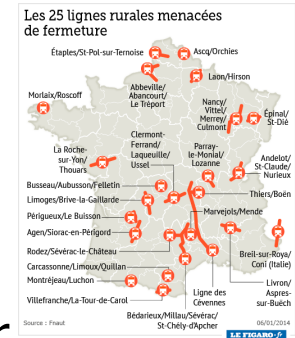 Les 25 lignes rurales menacées
de fermeture
Étaples/St-Pol-sur-Ternoise
Ascq/Orchies
Abbeville/
Abancourt/
Le Tréport
Laon/Hirson
Morlaix/Roscoff
Nancy/
Vittel/
Merrey/
Culmont
Épinal/
St-Dié
Clermont-
Ferrand/
Laqueuille/
Ussel
Parray-
le-Monial/
Lozanne
La Roche-
sur-Yon/
Thouars
Andelot/
St-Claude/
Nurieux
Busseau/Aubusson/Felletin
Thiers/Boën
Limoges/Brive-la-Gaillarde
Marvejols/Mende
Périgueux/Le Buisson
Agen/Siorac-en-Périgord
Rodez/Sévérac-le-Château
Breil-sur-Roya/
Coni (Italie)
Carcassonne/Limoux/Quillan
Montréjeau/Luchon
Ligne des
Cévennes
Livron/
Aspres-
sur-Buëch
Villefranche/La-Tour-de-Carol
Bédarieux/Millau/Sévérac/
St-Chély-d'Apcher
Source : Fnaut
06/01/2014
LE FIGARO·fr